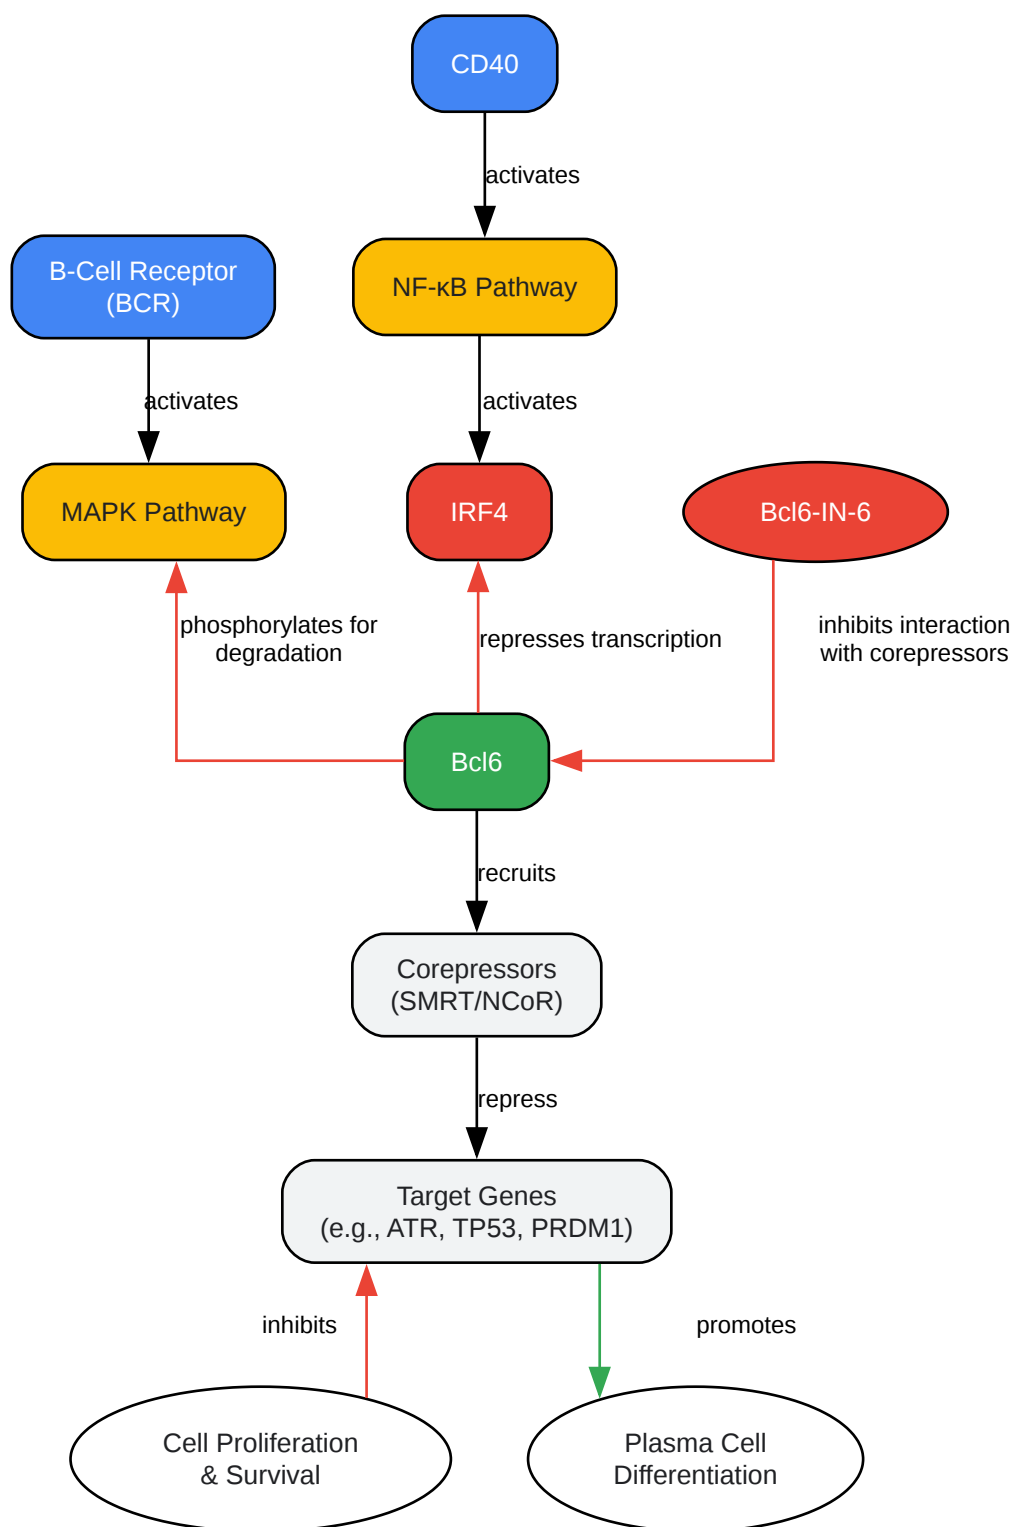 CD40
activates
B-Cell Receptor
(BCR)
NF-κB Pathway
activates
activates
MAPK Pathway
IRF4
Bcl6-IN-6
phosphorylates for
degradation
represses transcription
inhibits interaction
with corepressors
Bcl6
recruits
Corepressors
(SMRT/NCoR)
repress
Target Genes
(e.g., ATR, TP53, PRDM1)
inhibits
promotes
Cell Proliferation
& Survival
Plasma Cell
Differentiation